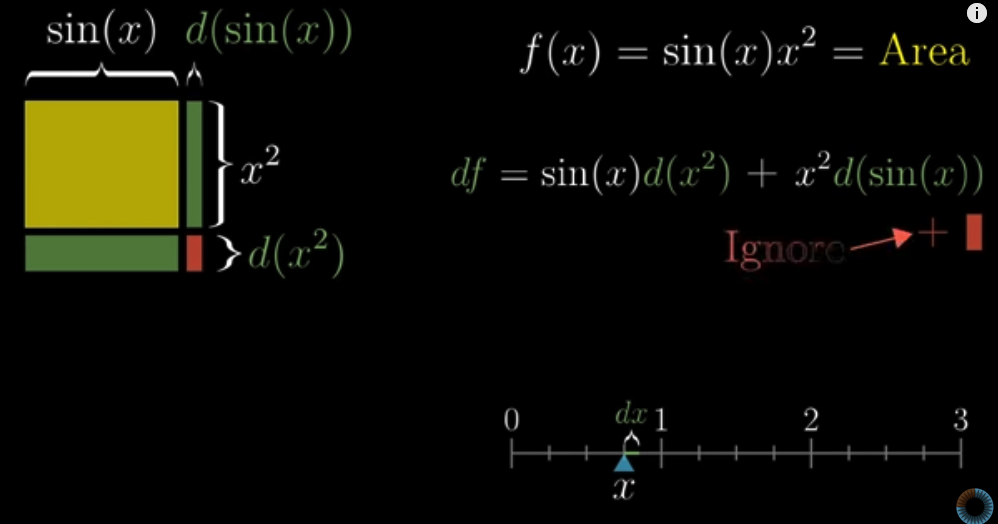 sin(x) d(sin(x))
f(x) = sin(x)x² = Area
x²
df = sin(x)d(x²) + x²d(sin(x))
d(x²)
Ignore +
0 dx 1 2 3
x
i